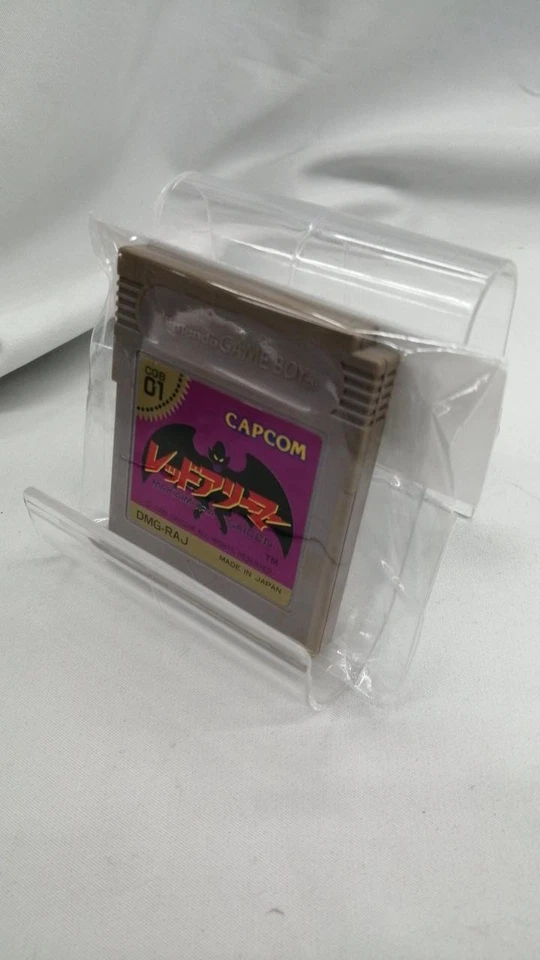 Nintendo GAME BOY
CGB
01
CAPCOM
レッドアリーマー
TM
DMG-RAJ
MADE IN JAPAN